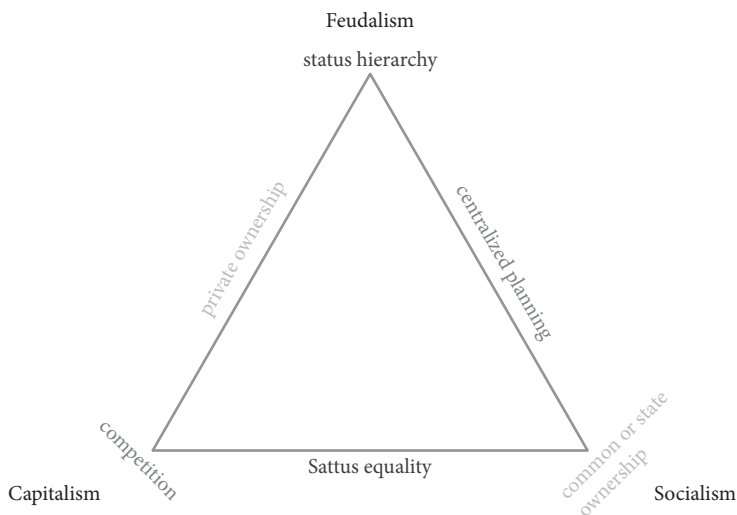 Feudalism
status hierarchy
private ownership
centralized planning
competition
Sattus equality
common or state
ownership
Capitalism
Socialism